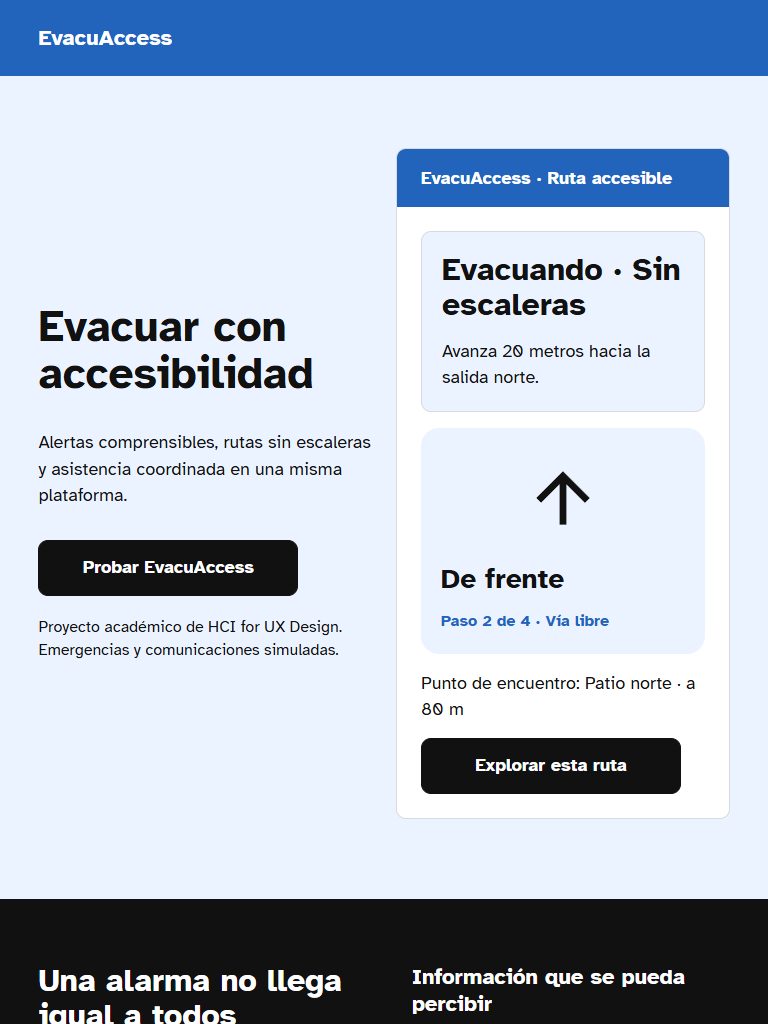 EvacuAccess
Evacuar con
accesibilidad
Alertas comprensibles, rutas sin escaleras
y asistencia coordinada en una misma
plataforma.
Probar EvacuAccess
Proyecto académico de HCI for UX Design.
Emergencias y comunicaciones simuladas.
EvacuAccess · Ruta accesible
Evacuando · Sin
escaleras
Avanza 20 metros hacia la
salida norte.
De frente
Paso 2 de 4 · Vía libre
Punto de encuentro: Patio norte · a
80 m
Explorar esta ruta
Una alarma no llega
igual a todos
Información que se pueda
percibir